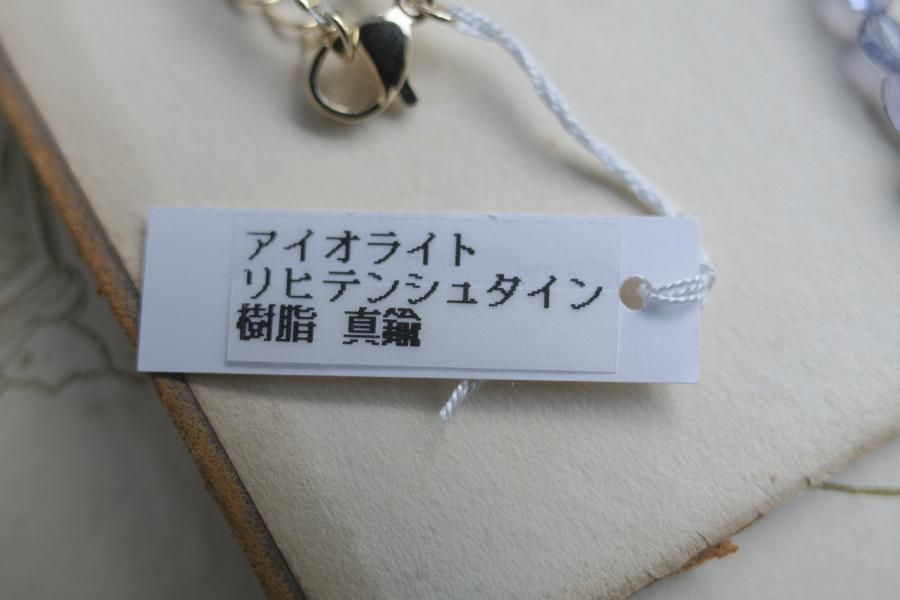 アイオライト
リヒテンシュタイン
樹脂 真鍮